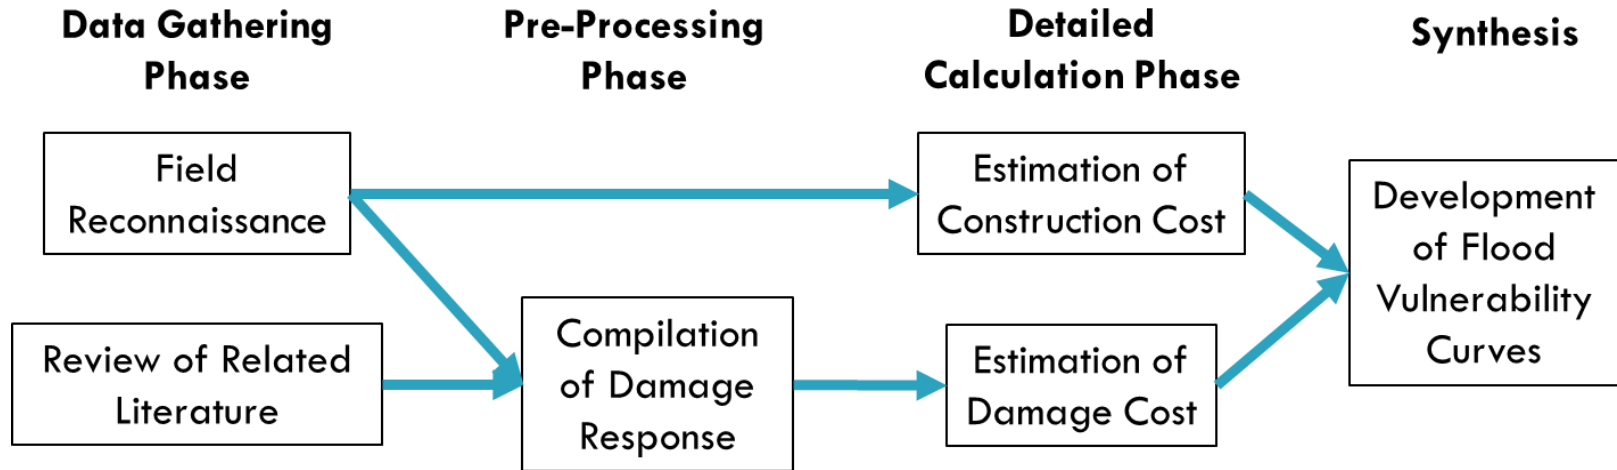 Data Gathering
Phase
Pre-Processing
Phase
Detailed
Calculation Phase
Synthesis
Field
Reconnaissance
Estimation of
Construction Cost
Development
of Flood
Vulnerability
Curves
Review of Related
Literature
Compilation
of Damage
Response
Estimation of
Damage Cost